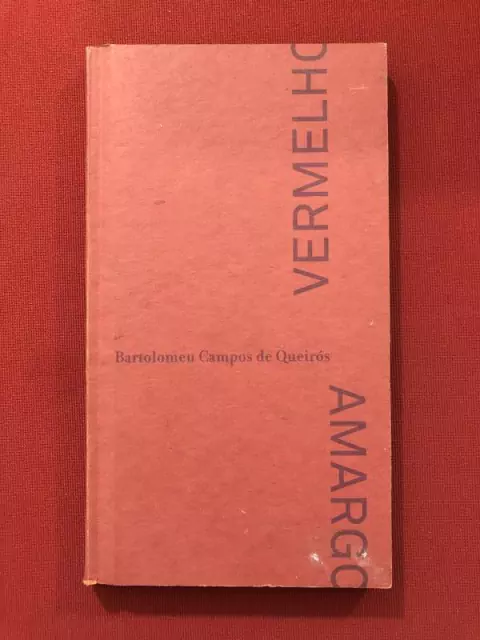 VERMELHO
Bartolomeu Campos de Queirós
AMARGO